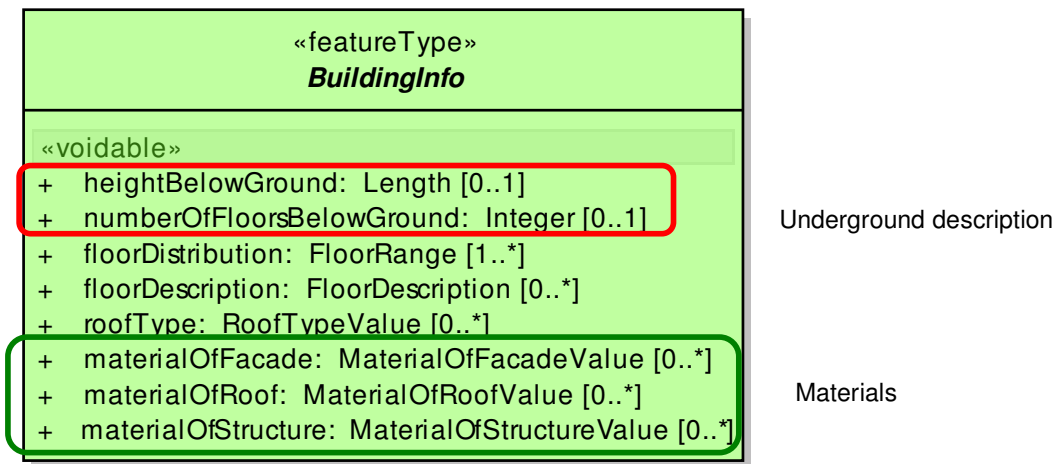 «featureType»
BuildingInfo
«voidable»
+ heightBelowGround: Length [0..1]
+ numberOfFloorsBelowGround: Integer [0..1]
Underground description
+ floorDistribution: FloorRange [1..*]
+ floorDescription: FloorDescription [0..*]
+ roofType: RoofTypeValue [0..*]
+ materialOfFacade: MaterialOfFacadeValue [0..*]
+ materialOfRoof: MaterialOfRoofValue [0..*]
Materials
+ materialOfStructure: MaterialOfStructureValue [0..*]